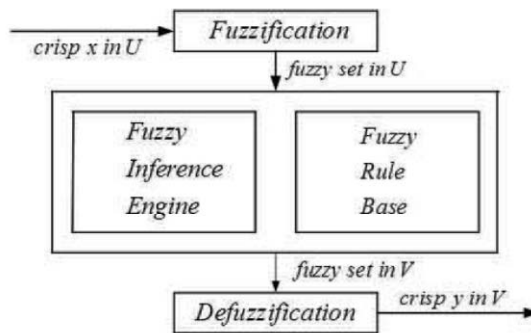 Fuzzification
crisp x in U
fuzzy set in U
Fuzzy
Inference
Engine
Fuzzy
Rule
Base
fuzzy set in V
Defuzzification
crisp y in V